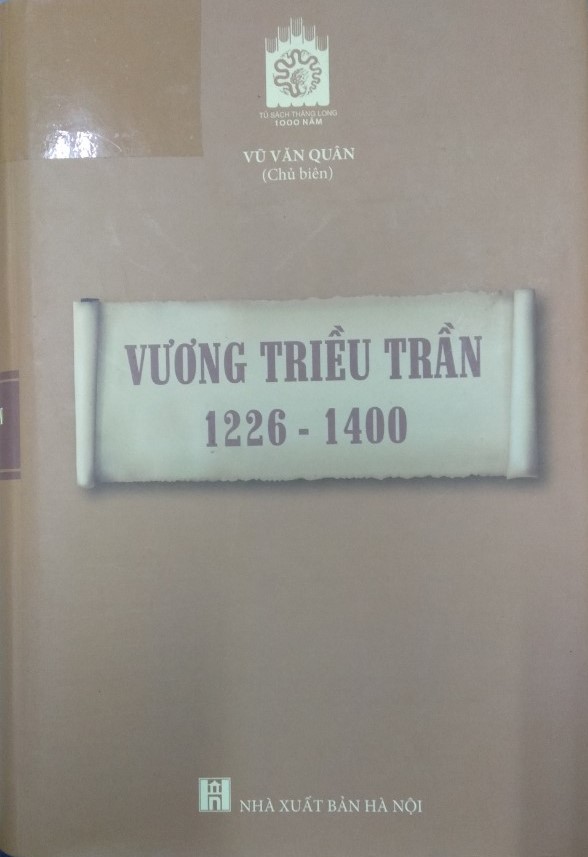 TỦ SÁCH THĂNG LONG
1000 NĂM
VŨ VĂN QUÂN
(Chủ biên)
VƯƠNG TRIỀU TRẦN
1226 - 1400
NHÀ XUẤT BẢN HÀ NỘI